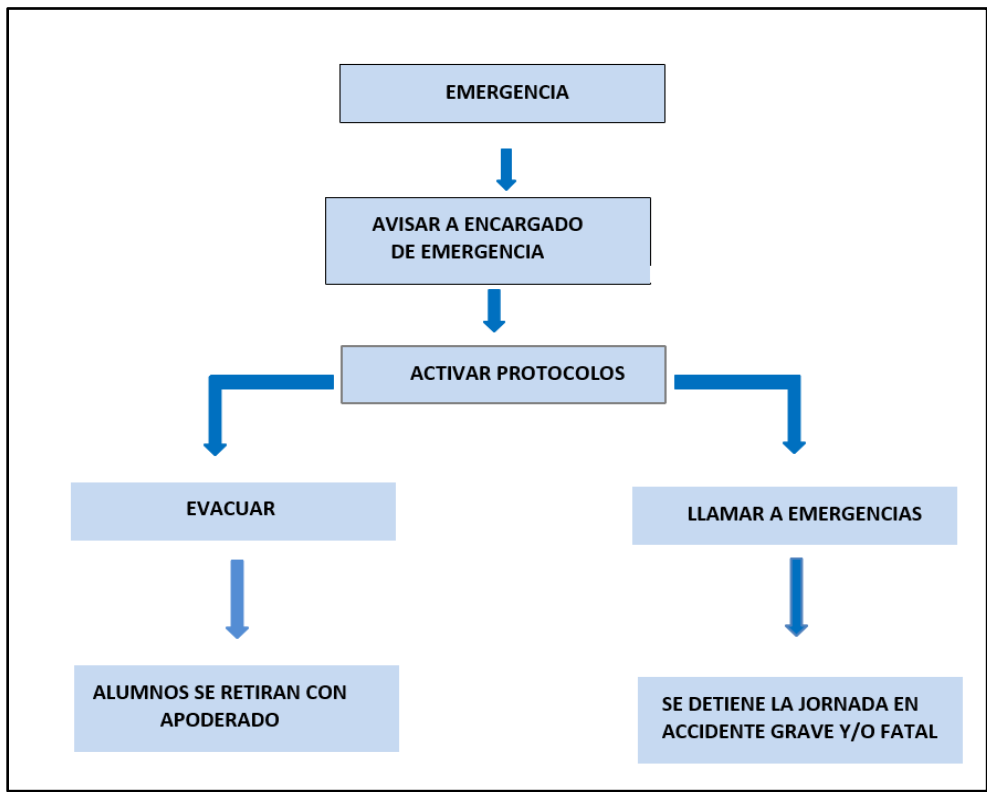 EMERGENCIA
AVISAR A ENCARGADO
DE EMERGENCIA
ACTIVAR PROTOCOLOS
EVACUAR
LLAMAR A EMERGENCIAS
ALUMNOS SE RETIRAN CON
APODERADO
SE DETIENE LA JORNADA EN
ACCIDENTE GRAVE Y/O FATAL